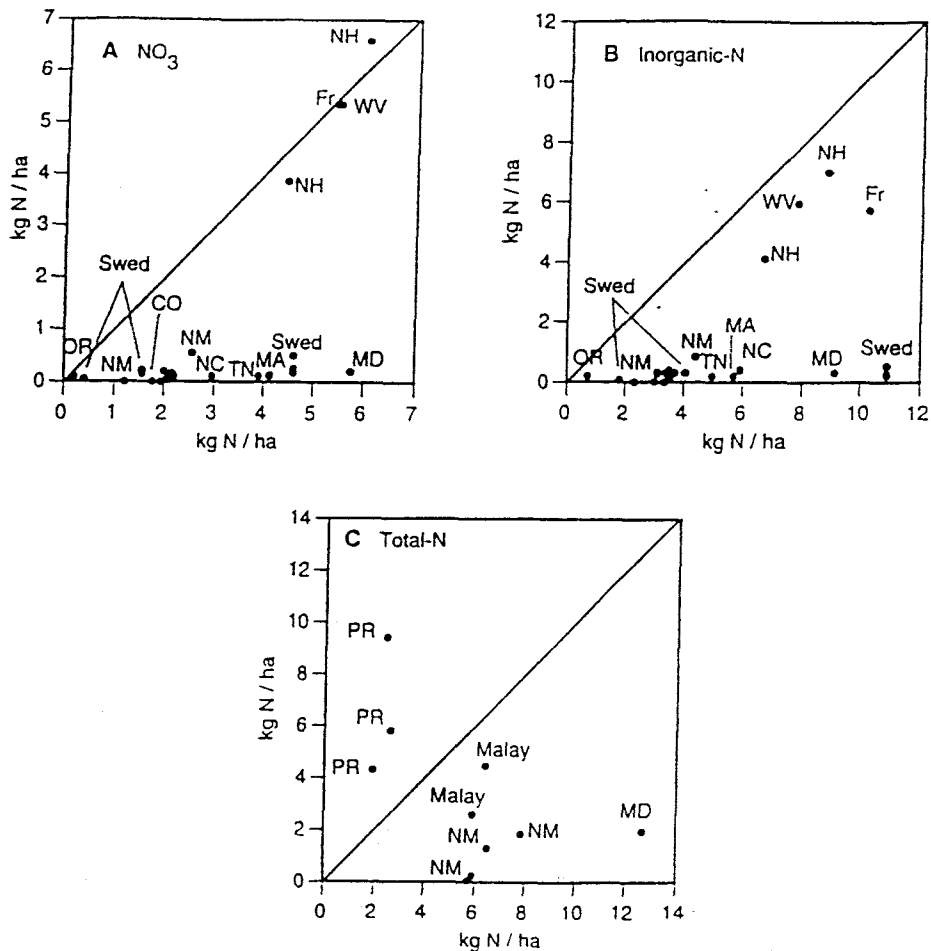 A NO3
kg N / ha
7
6
5
4
3
2
1
0
NH
Fr WV
NH
Swed
CO
OR
NM
NM
NC
TN
MA
Swed
MD
0 1 2 3 4 5 6 7
kg N / ha
B Inorganic-N
kg N / ha
12
10
8
6
4
2
0
NH
WV
Fr
NH
Swed
OR
NM
NM
TN
MA
NC
MD
Swed
0 2 4 6 8 10 12
kg N / ha
C Total-N
kg N / ha
14
12
10
8
6
4
2
0
PR
PR
PR
Malay
Malay
NM
NM
NM
MD
0 2 4 6 8 10 12 14
kg N / ha